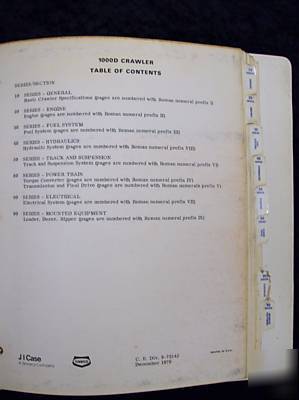 1000D CRAWLER
TABLE OF CONTENTS
SERIES/SECTION
10 SERIES - GENERAL
Basic Crawler Specifications (pages are numbered with Roman numeral prefix I)
20 SERIES - ENGINE
Engine (pages are numbered with Roman numeral prefix II)
30 SERIES - FUEL SYSTEM
Fuel System (pages are numbered with Roman numeral prefix III)
SERIES - HYDRAULICS
Hydraulic System (pages are numbered with Roman numeral prefix VIII)
SERIES - TRACK AND SUSPENSION
Track and Suspension System (pages are numbered with Roman numeral prefix V)
SERIES - POWER TRAIN
Torque Converter (pages are numbered with Roman numeral prefix IV)
Transmission and Final Drive (pages are numbered with Roman numerals prefix V)
SERIES - ELECTRICAL
Electrical System (pages are numbered with Roman numeral prefix VII)
90 SERIES - MOUNTED EQUIPMENT
Loader, Dozer, Ripper (pages are numbered with Roman numeral prefix IX)
JI Case
A Tenneco Company
C. E. Div.
December 1975